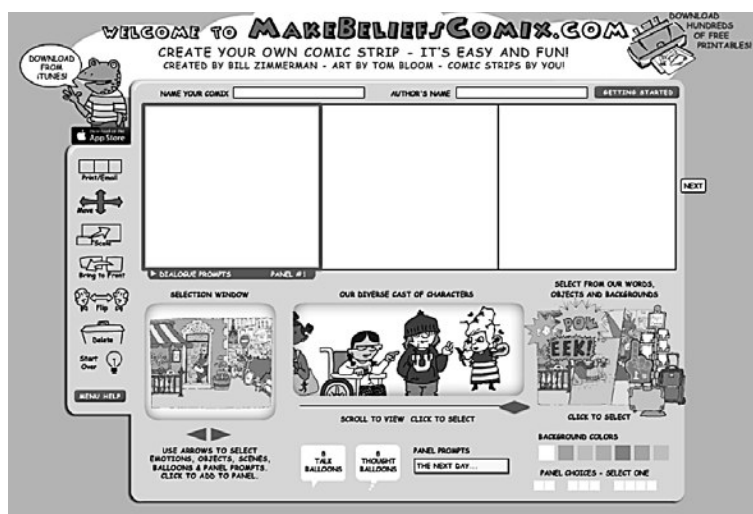 WELCOME TO MAKEBELIEFSCOMIX.COM
CREATE YOUR OWN COMIC STRIP - IT'S EASY AND FUN!
CREATED BY BILL ZIMMERMAN - ART BY TOM BLOOM - COMIC STRIPS BY YOU!
DOWNLOAD
HUNDREDS
OF FREE
PRINTABLES!
DOWNLOAD
FROM
iTUNES!
App Store
NAME YOUR COMIX
AUTHOR'S NAME
GETTING STARTED
Print/Email
Move
Scale
Bring to Front
Flip
Delete
Start
Over
MENU HELP
NEXT
DIALOGUE PROMPTS
PANEL #1
SELECTION WINDOW
OUR DIVERSE CAST OF CHARACTERS
SELECT FROM OUR WORDS,
OBJECTS AND BACKGROUNDS
POW
EEK!
SCROLL TO VIEW CLICK TO SELECT
CLICK TO SELECT
USE ARROWS TO SELECT
EMOTIONS, OBJECTS, SCENES,
BALLOONS & PANEL PROMPTS.
CLICK TO ADD TO PANEL.
8
TALK
BALLOONS
8
THOUGHT
BALLOONS
PANEL PROMPTS
THE NEXT DAY...
BACKGROUND COLORS
PANEL CHOICES - SELECT ONE